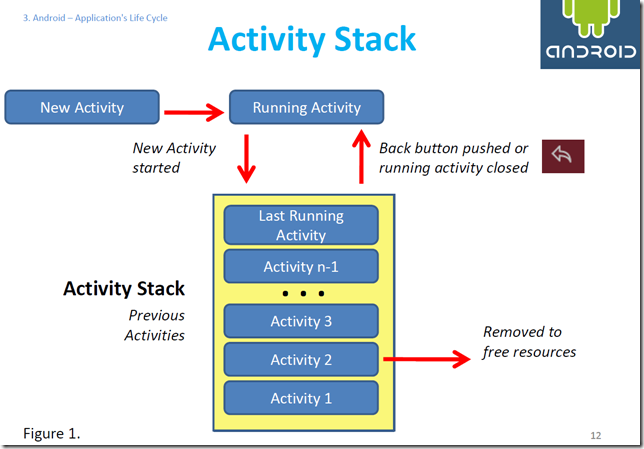 3. Android – Application's Life Cycle
Activity Stack
ANDROID
New Activity
Running Activity
New Activity
started
Back button pushed or
running activity closed
Last Running
Activity
Activity n-1
• • •
Activity Stack
Previous
Activities
Activity 3
Activity 2
Activity 1
Removed to
free resources
Figure 1.
12